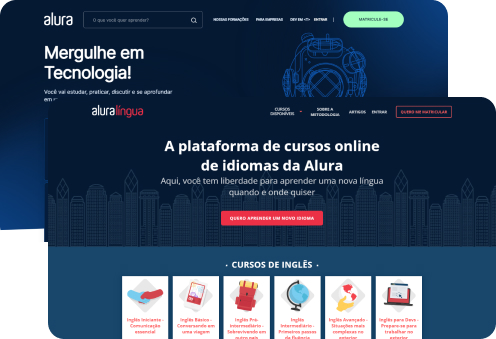 alura
O que você quer aprender?
NOSSAS FORMAÇÕES
PARA EMPRESAS
DEV EM <T>
ENTRAR
MATRICULE-SE
Mergulhe em
Tecnologia!
Você vai estudar, praticar, discutir e se aprofundar
aluralíngua
CURSOS
DISPONÍVEIS
SOBRE A
METODOLOGIA
ARTIGOS
ENTRAR
QUERO ME MATRICULAR
A plataforma de cursos online
de idiomas da Alura
Aqui, você tem liberdade para aprender uma nova língua
quando e onde quiser
QUERO APRENDER UM NOVO IDIOMA
• CURSOS DE INGLÊS •
Inglês Iniciante -
Comunicação
essencial
Inglês Básico -
Conversando em
uma viagem
Inglês Pré-
intermediário -
Sobrevivendo em
outro país
Inglês
Intermediário -
Primeiros passos
da fluência
Inglês Avançado -
Situações mais
complexas no
exterior
Inglês para Devs -
Prepare-se para
trabalhar no
exterior